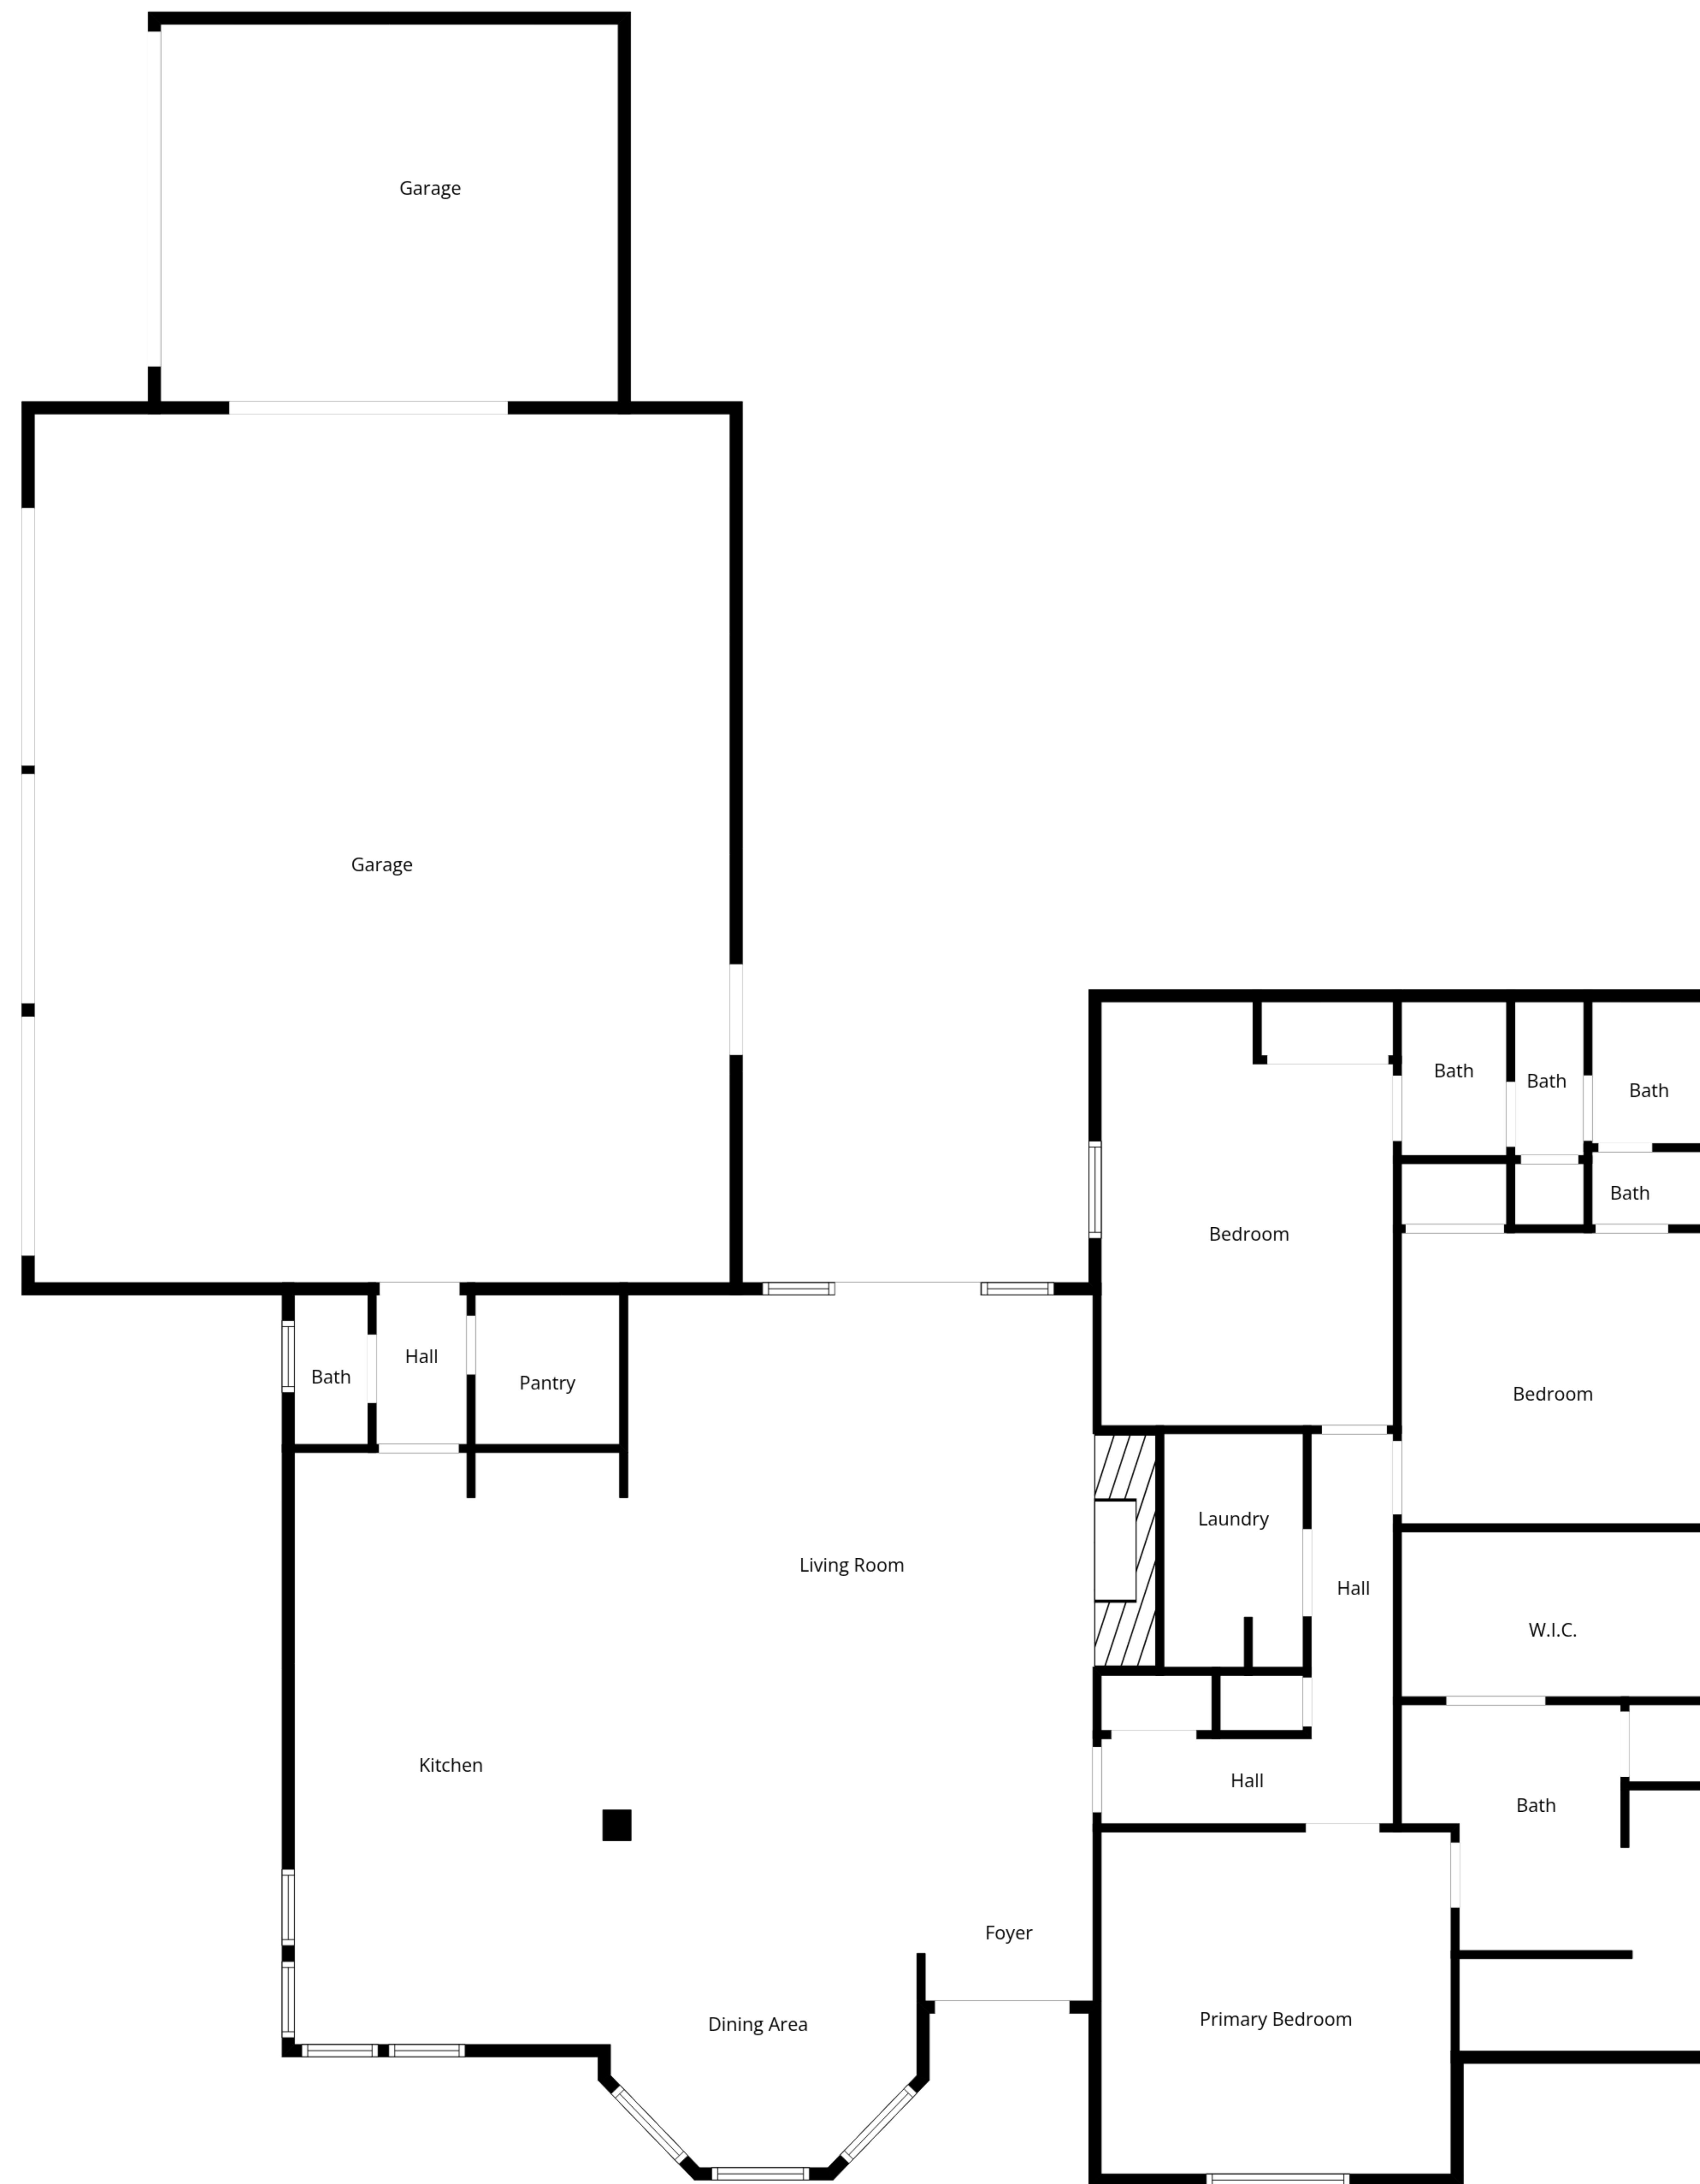 Garage
Garage
Bath
Bath
Bath
Bath
Bedroom
Hall
Bath
Pantry
Bedroom
Laundry
Living Room
Hall
W.I.C.
Kitchen
Hall
Bath
Foyer
Primary Bedroom
Dining Area